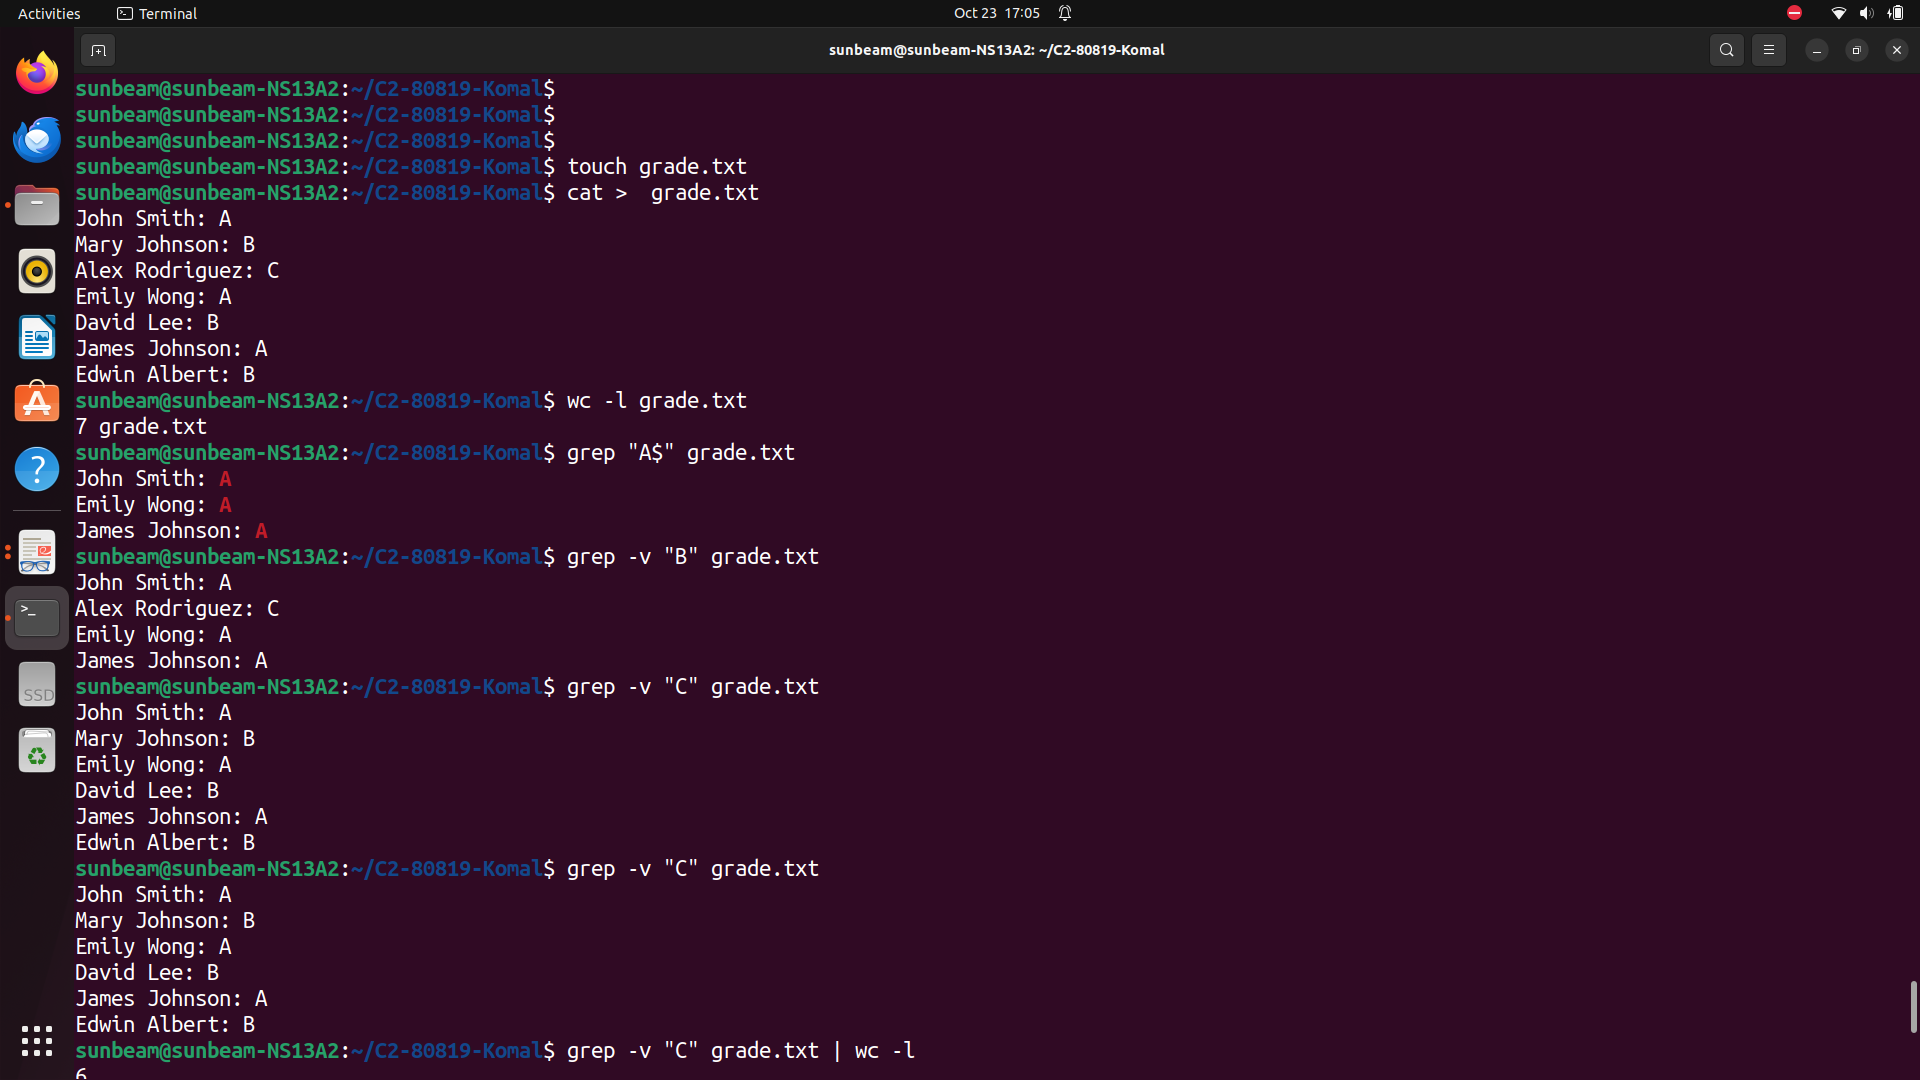 Activities
Terminal
Oct 23 17:05
sunbeam@sunbeam-NS13A2: ~/C2-80819-Komal
sunbeam@sunbeam-NS13A2:~/C2-80819-Komal$
sunbeam@sunbeam-NS13A2:~/C2-80819-Komal$
sunbeam@sunbeam-NS13A2:~/C2-80819-Komal$
sunbeam@sunbeam-NS13A2:~/C2-80819-Komal$ touch grade.txt
sunbeam@sunbeam-NS13A2:~/C2-80819-Komal$ cat >  grade.txt
John Smith: A
Mary Johnson: B
Alex Rodriguez: C
Emily Wong: A
David Lee: B
James Johnson: A
Edwin Albert: B
sunbeam@sunbeam-NS13A2:~/C2-80819-Komal$ wc -l grade.txt
7 grade.txt
sunbeam@sunbeam-NS13A2:~/C2-80819-Komal$ grep "A$" grade.txt
John Smith: A
Emily Wong: A
James Johnson: A
sunbeam@sunbeam-NS13A2:~/C2-80819-Komal$ grep -v "B" grade.txt
John Smith: A
Alex Rodriguez: C
Emily Wong: A
James Johnson: A
sunbeam@sunbeam-NS13A2:~/C2-80819-Komal$ grep -v "C" grade.txt
John Smith: A
Mary Johnson: B
Emily Wong: A
David Lee: B
James Johnson: A
Edwin Albert: B
sunbeam@sunbeam-NS13A2:~/C2-80819-Komal$ grep -v "C" grade.txt
John Smith: A
Mary Johnson: B
Emily Wong: A
David Lee: B
James Johnson: A
Edwin Albert: B
sunbeam@sunbeam-NS13A2:~/C2-80819-Komal$ grep -v "C" grade.txt | wc -l
6
SSD